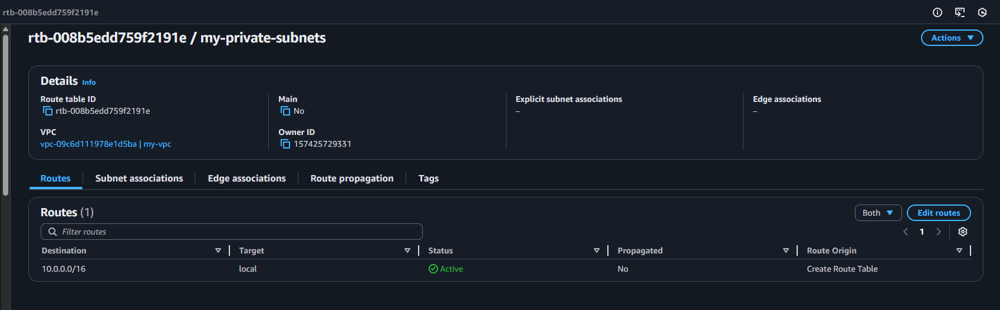 rtb-008b5edd759f2191e
rtb-008b5edd759f2191e / my-private-subnets
Actions
Details Info
Route table ID
rtb-008b5edd759f2191e
Main
No
Explicit subnet associations
–
Edge associations
–
VPC
vpc-09c6d111978e1d5ba | my-vpc
Owner ID
157425729331
Routes
Subnet associations
Edge associations
Route propagation
Tags
Routes (1)
Both
Edit routes
Filter routes
1
Destination
Target
Status
Propagated
Route Origin
10.0.0.0/16
local
Active
No
Create Route Table